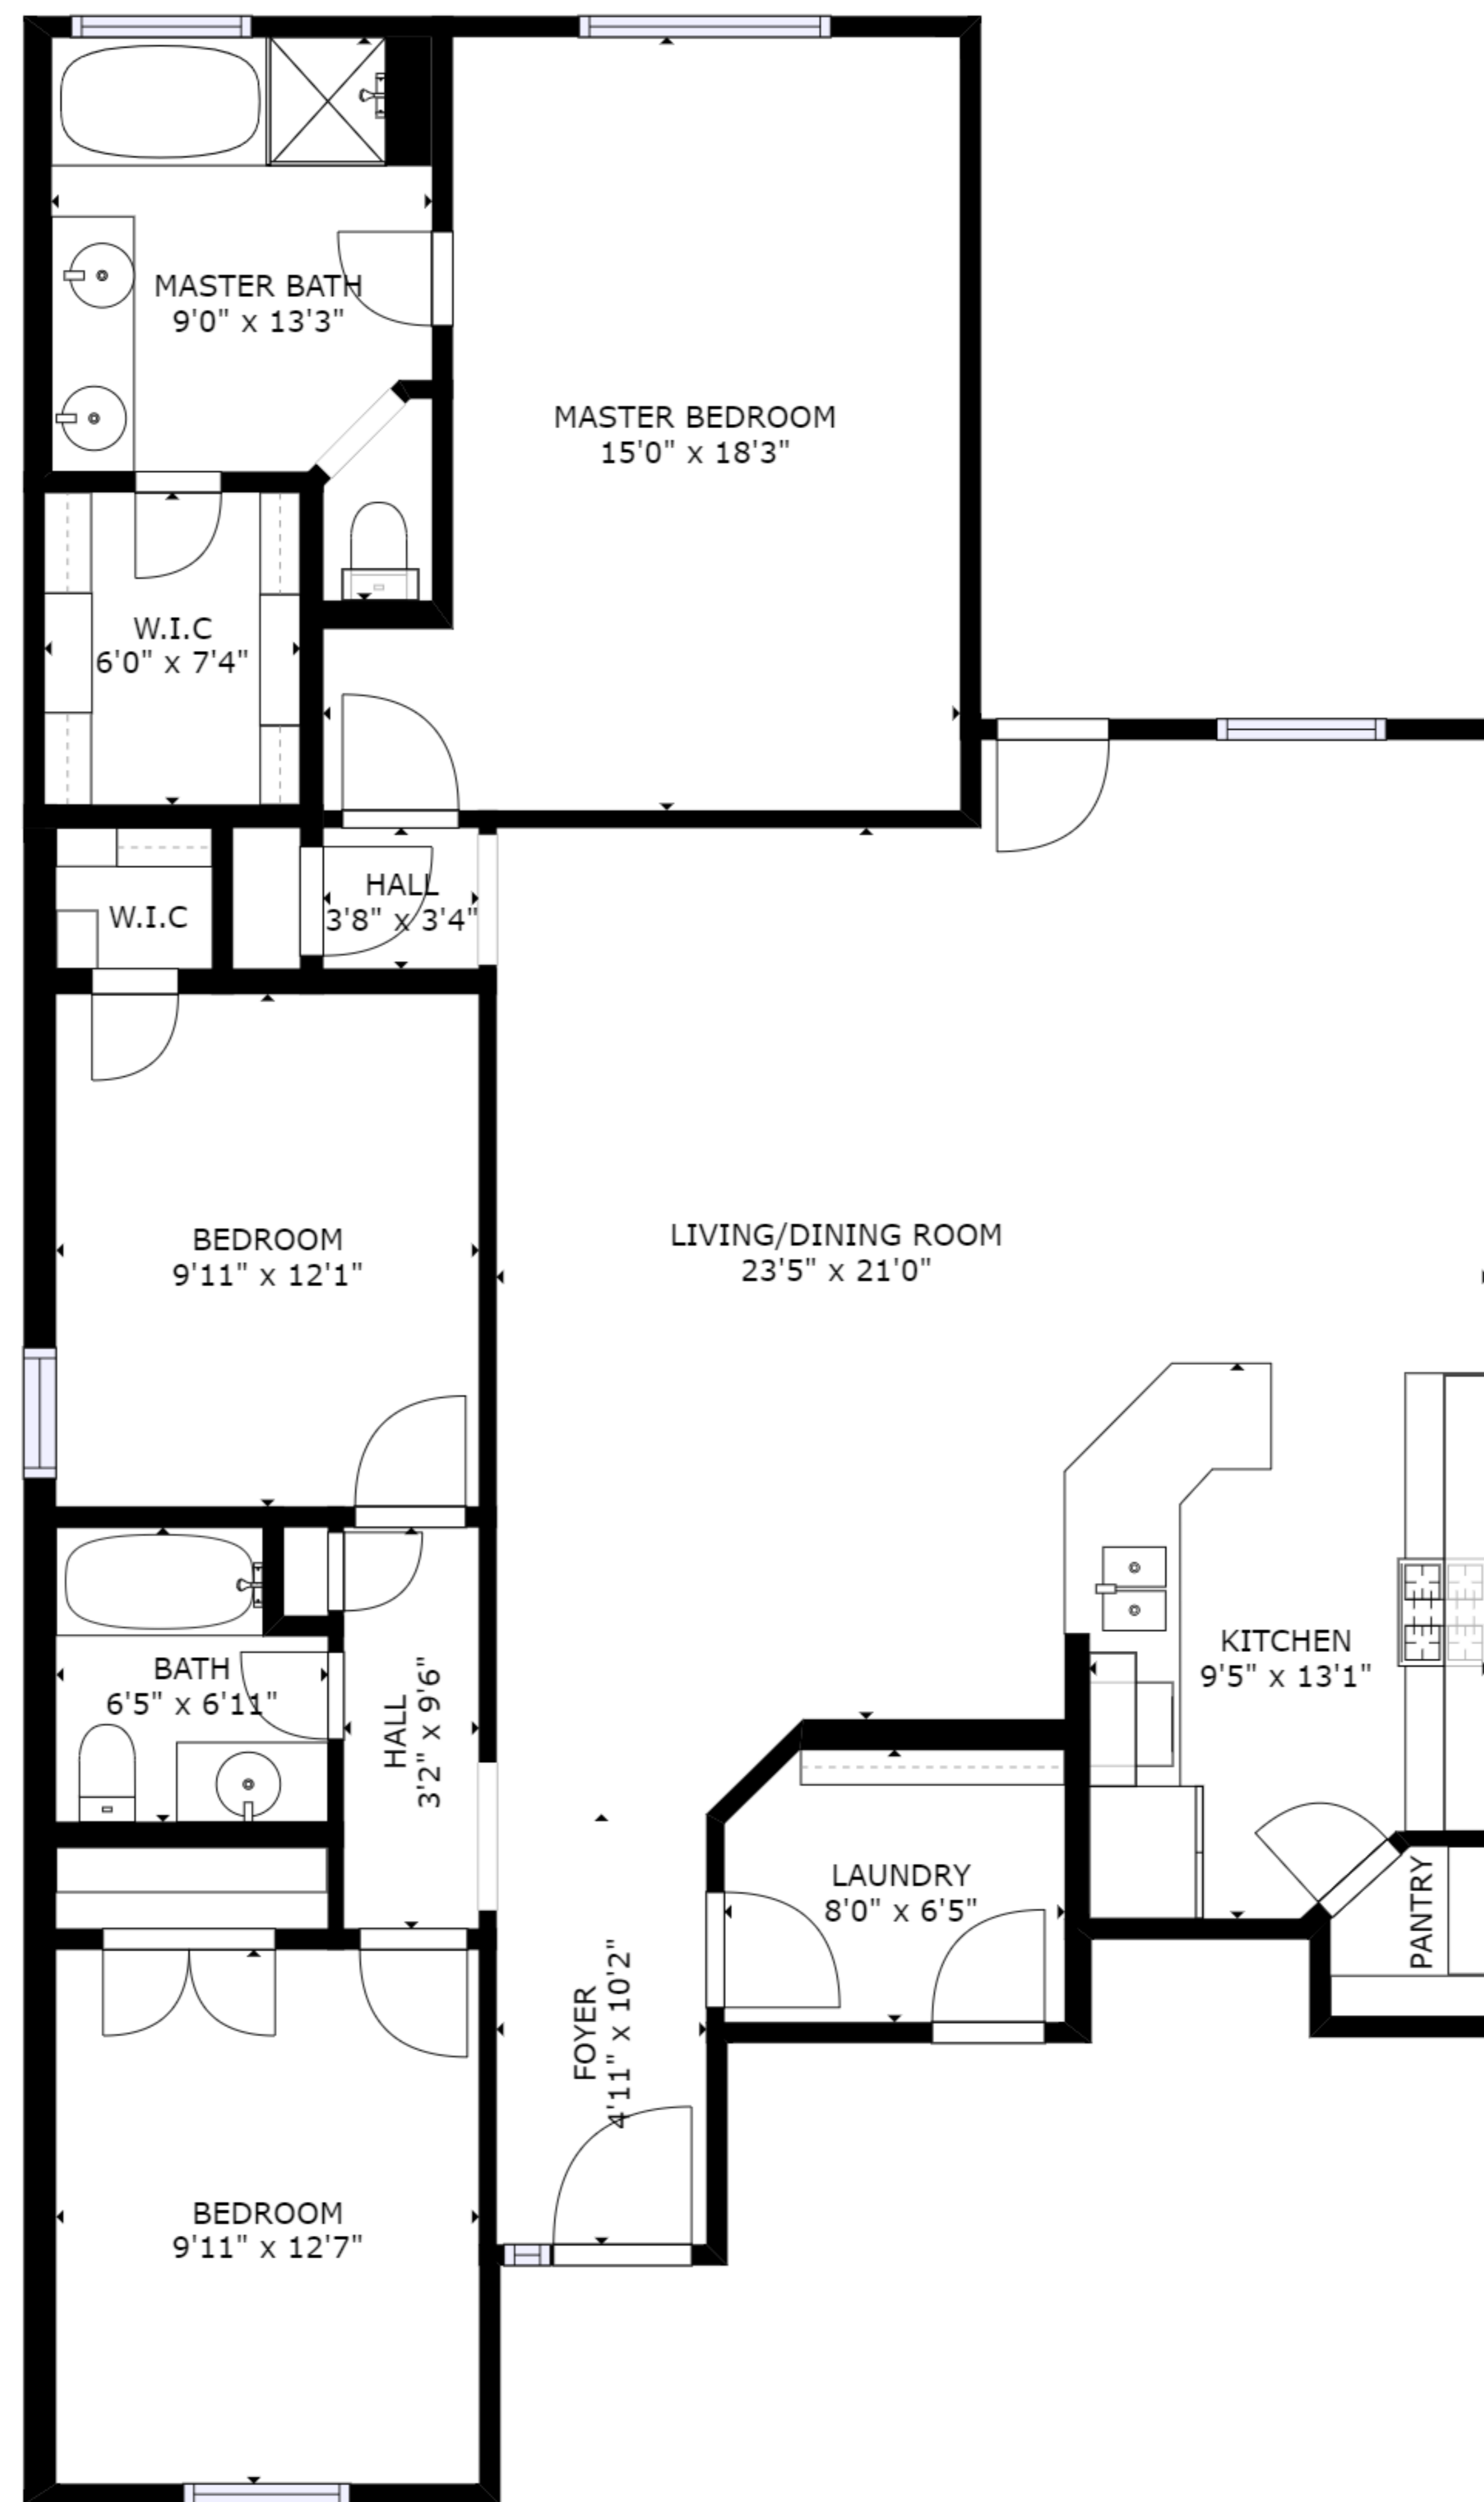 MASTER BATH
9'0" x 13'3"
MASTER BEDROOM
15'0" x 18'3"
W.I.C
6'0" x 7'4"
HALL
3'8" x 3'4"
W.I.C
BEDROOM
9'11" x 12'1"
LIVING/DINING ROOM
23'5" x 21'0"
BATH
6'5" x 6'11"
HALL
3'2" x 9'6"
KITCHEN
9'5" x 13'1"
LAUNDRY
8'0" x 6'5"
PANTRY
FOYER
4'11" x 10'2"
BEDROOM
9'11" x 12'7"